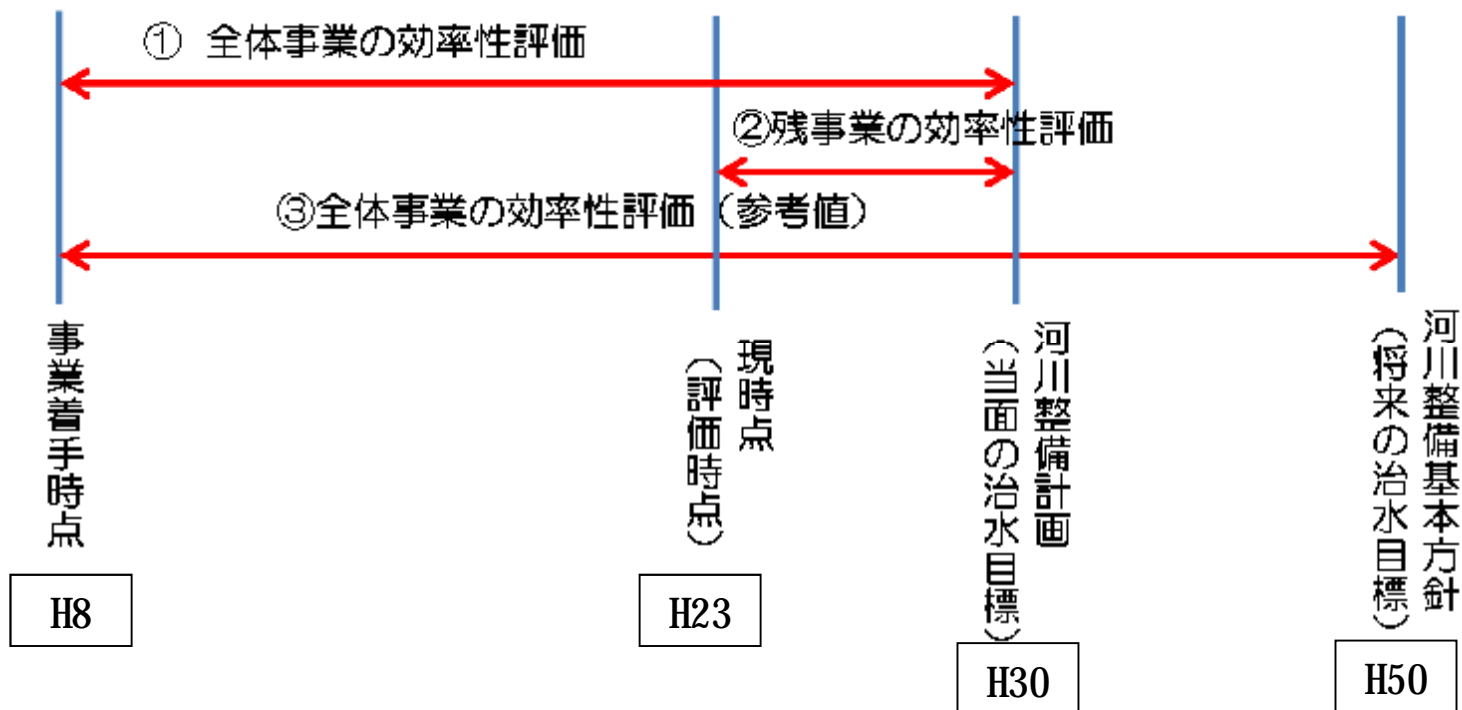 ① 全体事業の効率性評価
②残事業の効率性評価
③全体事業の効率性評価（参考値）
事業着手時点
現時点
（評価時点）
河川整備計画
（当面の治水目標）
河川整備基本方針
（将来の治水目標）
H8
H23
H30
H50